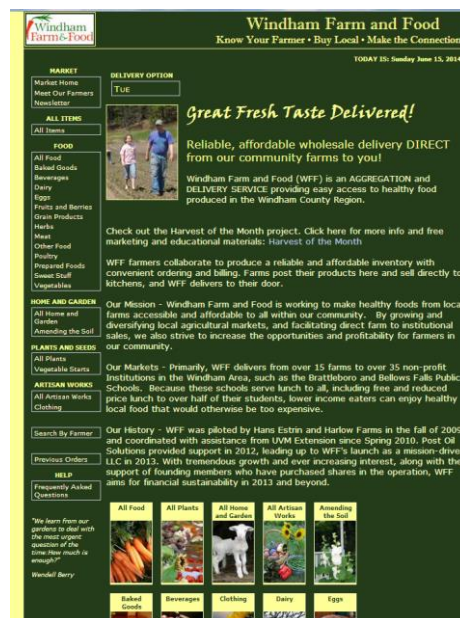 Windham
Farm & Food
Windham Farm and Food
Know Your Farmer • Buy Local • Make the Connection
TODAY IS: Sunday June 15, 2014
MARKET
Market Home
Meet Our Farmers
Newsletter
ALL ITEMS
All Items
FOOD
All Food
Baked Goods
Beverages
Dairy
Eggs
Fruits and Berries
Grain Products
Herbs
Meat
Other Food
Poultry
Prepared Foods
Sweet Stuff
Vegetables
HOME AND GARDEN
All Home and
Garden
Amending the Soil
PLANTS AND SEEDS
All Plants
Vegetable Starts
ARTISAN WORKS
All Artisan Works
Clothing
Search By Farmer
Previous Orders
HELP
Frequently Asked
Questions
"We learn from our
gardens to deal with
the most urgent
question of the
time:How much is
enough?"
Wendell Berry
DELIVERY OPTION
TUE
Great Fresh Taste Delivered!
Reliable, affordable wholesale delivery DIRECT
from our community farms to you!
Windham Farm and Food (WFF) is an AGGREGATION and
DELIVERY SERVICE providing easy access to healthy food
produced in the Windham County Region.
Check out the Harvest of the Month project. Click here for more info and free
marketing and educational materials: Harvest of the Month
WFF farmers collaborate to produce a reliable and affordable inventory with
convenient ordering and billing. Farms post their products here and sell directly to
kitchens, and WFF delivers to their door.
Our Mission - Windham Farm and Food is working to make healthy foods from loca
farms accessible and affordable to all within our community. By growing and
diversifying local agricultural markets, and facilitating direct farm to institutional
sales, we also strive to increase the opportunities and profitability for farmers in
our community.
Our Markets - Primarily, WFF delivers from over 15 farms to over 35 non-profit
Institutions in the Windham Area, such as the Brattleboro and Bellows Falls Public
Schools. Because these schools serve lunch to all, including free and reduced
price lunch to over half of their students, lower income eaters can enjoy healthy
local food that would otherwise be too expensive.
Our History - WFF was piloted by Hans Estrin and Harlow Farms in the fall of 2009
and coordinated with assistance from UVM Extension since Spring 2010. Post Oil
Solutions provided support in 2012, leading up to WFF's launch as a mission-drive
LLC in 2013. With tremendous growth and ever increasing interest, along with the
support of founding members who have purchased shares in the operation, WFF
aims for financial sustainability in 2013 and beyond.
All Food
All Plants
All Home
and Garden
All Artisan
Works
Amending
the Soil
Baked
Goods
Beverages
Clothing
Dairy
Eggs